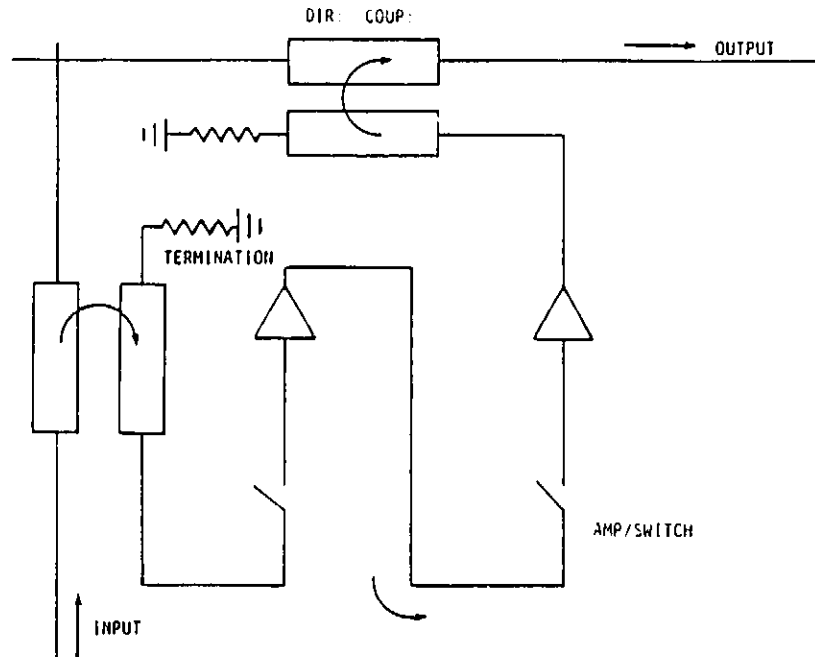 DIR: COUP:
OUTPUT
TERMINATION
AMP/SWITCH
INPUT